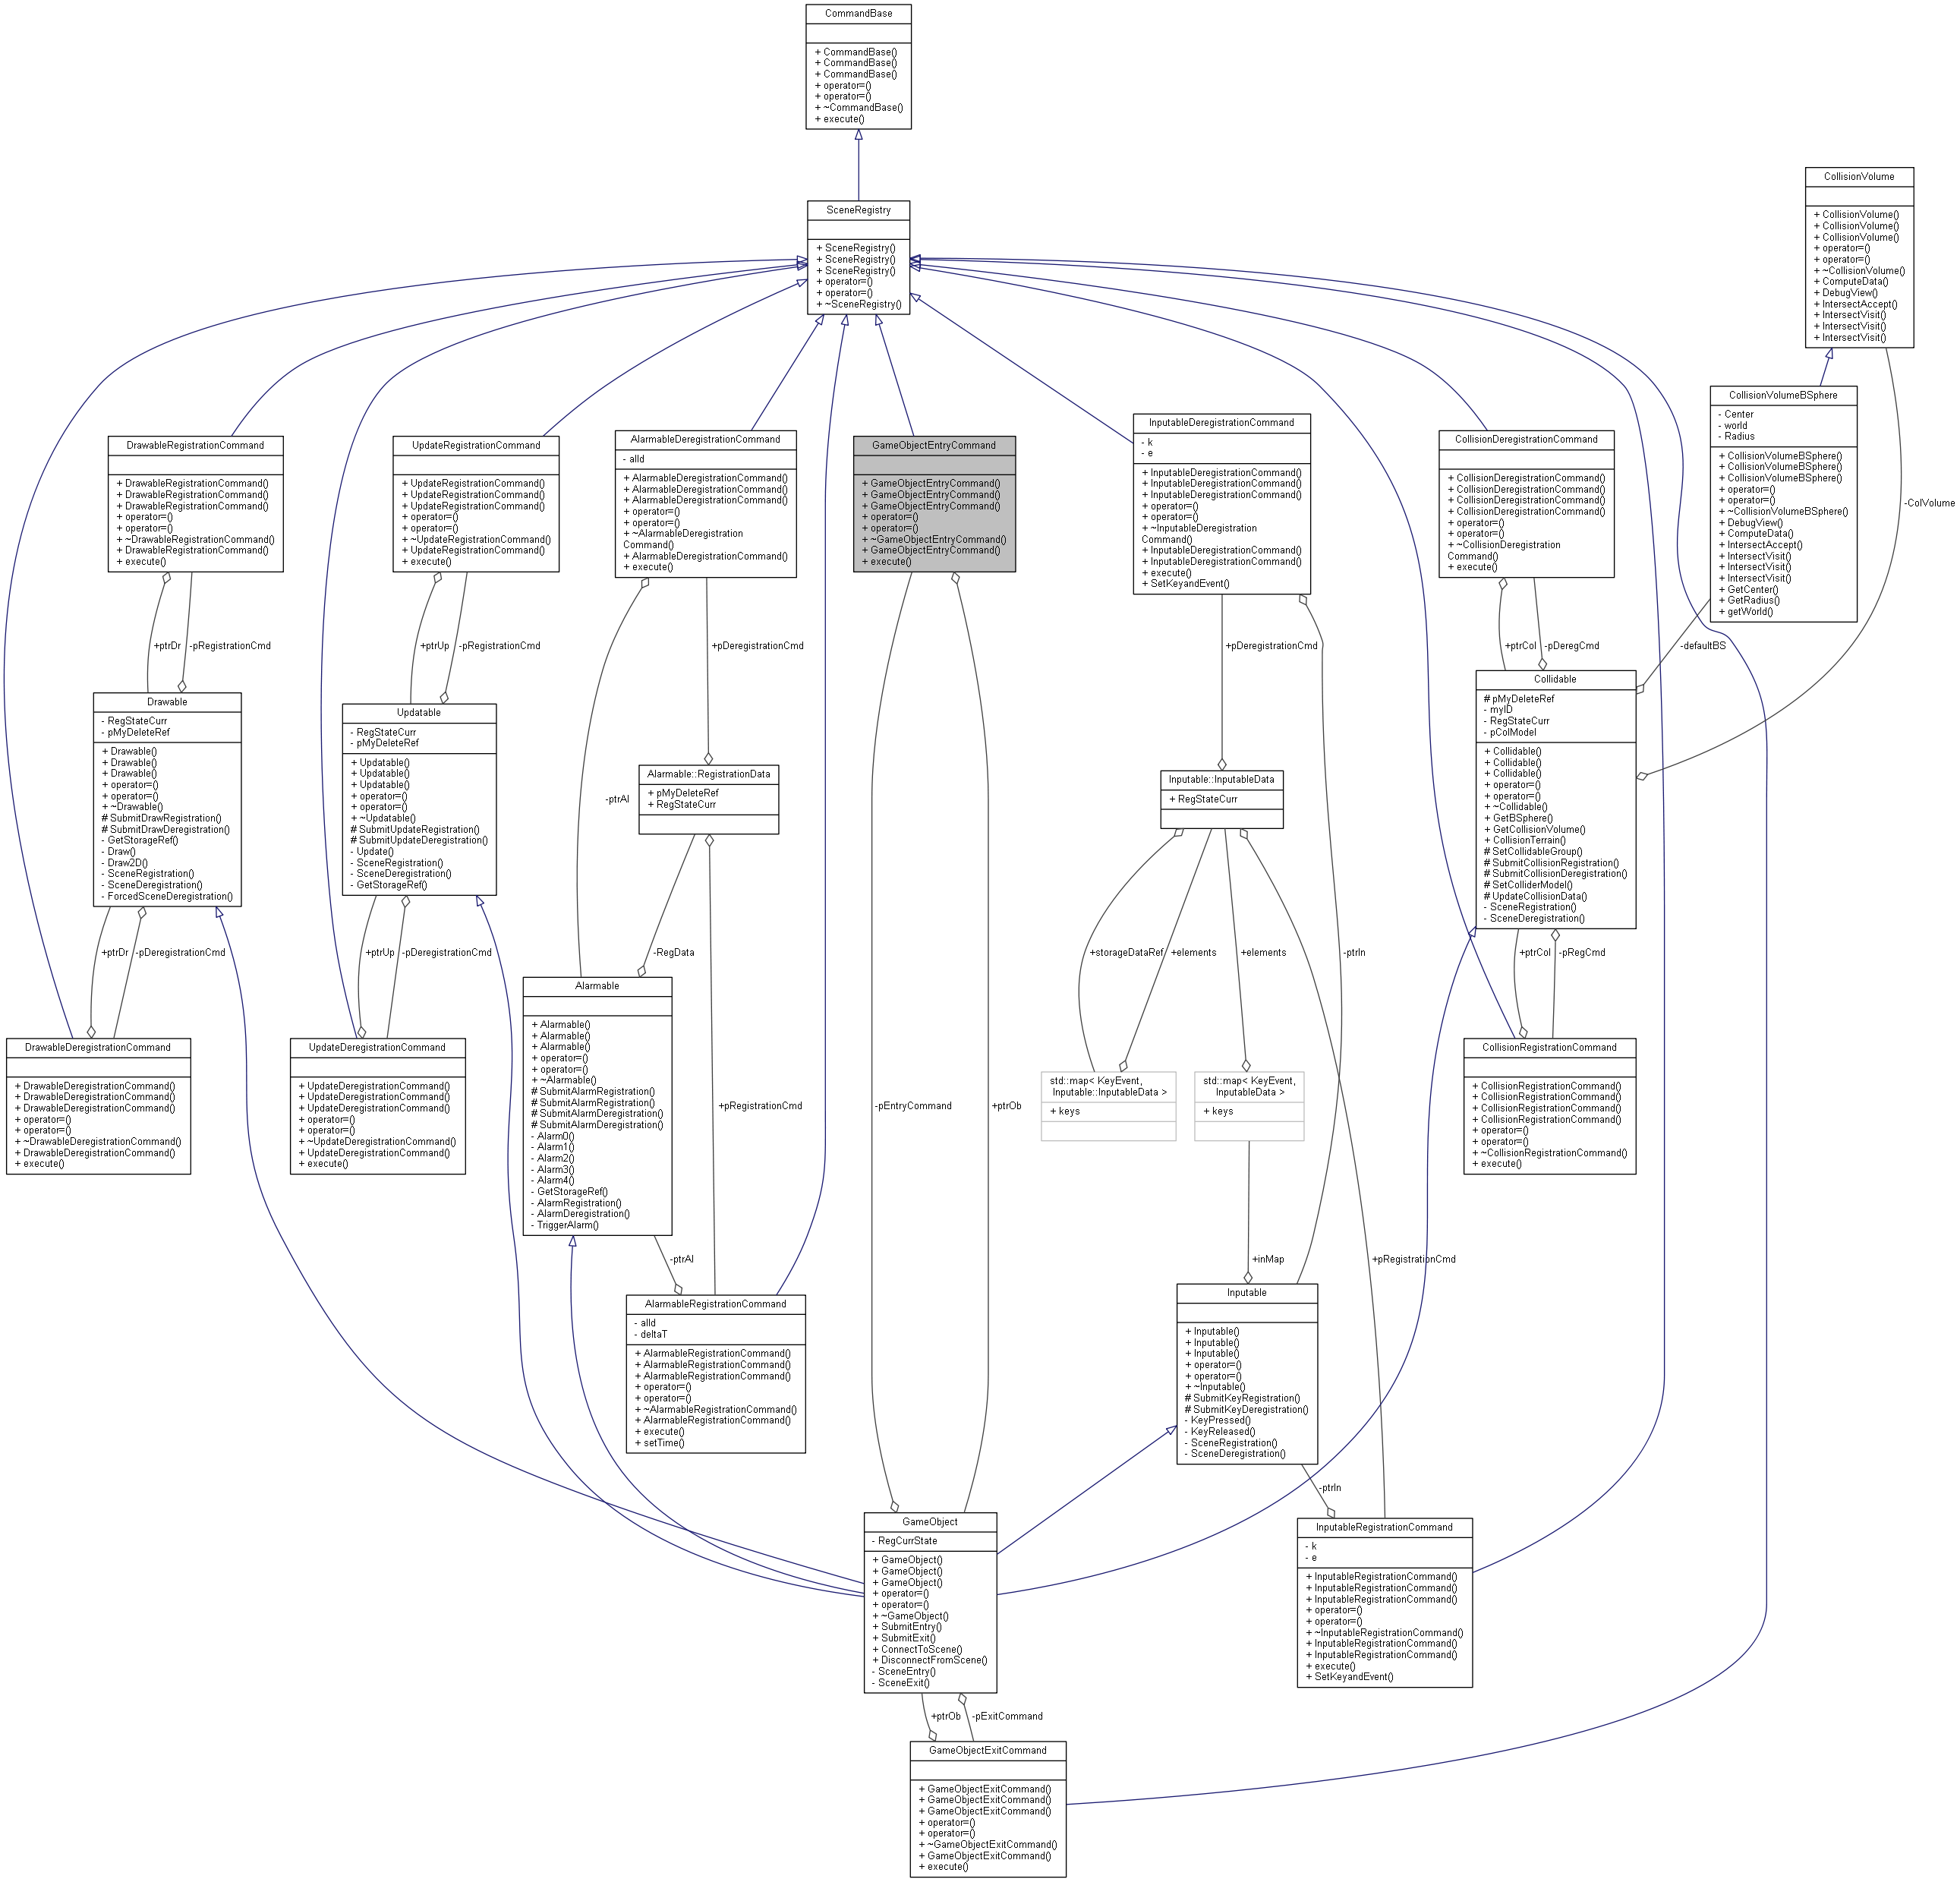 CommandBase
+ CommandBase()
+ CommandBase()
+ CommandBase()
+ operator=()
+ operator=()
+ ~CommandBase()
+ execute()
CollisionVolume
+ CollisionVolume()
+ CollisionVolume()
+ CollisionVolume()
+ operator=()
+ operator=()
+ ~CollisionVolume()
+ ComputeData()
+ DebugView()
+ IntersectAccept()
+ IntersectVisit()
+ IntersectVisit()
+ IntersectVisit()
SceneRegistry
+ SceneRegistry()
+ SceneRegistry()
+ SceneRegistry()
+ operator=()
+ operator=()
+ ~SceneRegistry()
DrawableRegistrationCommand
+ DrawableRegistrationCommand()
+ DrawableRegistrationCommand()
+ DrawableRegistrationCommand()
+ operator=()
+ operator=()
+ ~DrawableRegistrationCommand()
+ DrawableRegistrationCommand()
+ execute()
UpdateRegistrationCommand
+ UpdateRegistrationCommand()
+ UpdateRegistrationCommand()
+ UpdateRegistrationCommand()
+ operator=()
+ operator=()
+ ~UpdateRegistrationCommand()
+ UpdateRegistrationCommand()
+ execute()
AlarmableDeregistrationCommand
- alId
+ AlarmableDeregistrationCommand()
+ AlarmableDeregistrationCommand()
+ AlarmableDeregistrationCommand()
+ operator=()
+ operator=()
+ ~AlarmableDeregistration
Command()
+ AlarmableDeregistrationCommand()
+ execute()
GameObjectEntryCommand
+ GameObjectEntryCommand()
+ GameObjectEntryCommand()
+ GameObjectEntryCommand()
+ operator=()
+ operator=()
+ ~GameObjectEntryCommand()
+ GameObjectEntryCommand()
+ execute()
InputableDeregistrationCommand
- k
- e
+ InputableDeregistrationCommand()
+ InputableDeregistrationCommand()
+ InputableDeregistrationCommand()
+ operator=()
+ operator=()
+ ~InputableDeregistration
Command()
+ InputableDeregistrationCommand()
+ InputableDeregistrationCommand()
+ execute()
+ SetKeyandEvent()
CollisionDeregistrationCommand
+ CollisionDeregistrationCommand()
+ CollisionDeregistrationCommand()
+ CollisionDeregistrationCommand()
+ CollisionDeregistrationCommand()
+ operator=()
+ operator=()
+ ~CollisionDeregistration
Command()
+ execute()
CollisionVolumeBSphere
- Center
- world
- Radius
+ CollisionVolumeBSphere()
+ CollisionVolumeBSphere()
+ CollisionVolumeBSphere()
+ operator=()
+ operator=()
+ ~CollisionVolumeBSphere()
+ DebugView()
+ ComputeData()
+ IntersectAccept()
+ IntersectVisit()
+ IntersectVisit()
+ IntersectVisit()
+ GetCenter()
+ GetRadius()
+ getWorld()
-ColVolume
+ptrDr
-pRegistrationCmd
+ptrUp
-pRegistrationCmd
+pDeregistrationCmd
+pDeregistrationCmd
+ptrCol
-pDeregCmd
-defaultBS
Drawable
- RegStateCurr
- pMyDeleteRef
+ Drawable()
+ Drawable()
+ Drawable()
+ operator=()
+ operator=()
+ ~Drawable()
# SubmitDrawRegistration()
# SubmitDrawDeregistration()
- GetStorageRef()
- Draw()
- Draw2D()
- SceneRegistration()
- SceneDeregistration()
- ForcedSceneDeregistration()
Updatable
- RegStateCurr
- pMyDeleteRef
+ Updatable()
+ Updatable()
+ Updatable()
+ operator=()
+ operator=()
+ ~Updatable()
# SubmitUpdateRegistration()
# SubmitUpdateDeregistration()
- Update()
- SceneRegistration()
- SceneDeregistration()
- GetStorageRef()
-ptrAl
Alarmable::RegistrationData
+ pMyDeleteRef
+ RegStateCurr
Inputable::InputableData
+ RegStateCurr
Collidable
# pMyDeleteRef
- myID
- RegStateCurr
- pColModel
+ Collidable()
+ Collidable()
+ Collidable()
+ operator=()
+ operator=()
+ ~Collidable()
+ GetBSphere()
+ GetCollisionVolume()
+ CollisionTerrain()
# SetCollidableGroup()
# SubmitCollisionRegistration()
# SubmitCollisionDeregistration()
# SetColliderModel()
# UpdateCollisionData()
- SceneRegistration()
- SceneDeregistration()
+ptrDr
-pDeregistrationCmd
+ptrUp
-pDeregistrationCmd
-RegData
+storageDataRef
+elements
+elements
-ptrIn
+ptrCol
-pRegCmd
DrawableDeregistrationCommand
+ DrawableDeregistrationCommand()
+ DrawableDeregistrationCommand()
+ DrawableDeregistrationCommand()
+ operator=()
+ operator=()
+ ~DrawableDeregistrationCommand()
+ DrawableDeregistrationCommand()
+ execute()
UpdateDeregistrationCommand
+ UpdateDeregistrationCommand()
+ UpdateDeregistrationCommand()
+ UpdateDeregistrationCommand()
+ operator=()
+ operator=()
+ ~UpdateDeregistrationCommand()
+ UpdateDeregistrationCommand()
+ execute()
Alarmable
+ Alarmable()
+ Alarmable()
+ Alarmable()
+ operator=()
+ operator=()
+ ~Alarmable()
# SubmitAlarmRegistration()
# SubmitAlarmRegistration()
# SubmitAlarmDeregistration()
# SubmitAlarmDeregistration()
- Alarm0()
- Alarm1()
- Alarm2()
- Alarm3()
- Alarm4()
- GetStorageRef()
- AlarmRegistration()
- AlarmDeregistration()
- TriggerAlarm()
+pRegistrationCmd
-pEntryCommand
+ptrOb
std::map< KeyEvent,
Inputable::InputableData >
+ keys
std::map< KeyEvent,
InputableData >
+ keys
CollisionRegistrationCommand
+ CollisionRegistrationCommand()
+ CollisionRegistrationCommand()
+ CollisionRegistrationCommand()
+ CollisionRegistrationCommand()
+ operator=()
+ operator=()
+ ~CollisionRegistrationCommand()
+ execute()
-ptrAl
+inMap
+pRegistrationCmd
AlarmableRegistrationCommand
- alId
- deltaT
+ AlarmableRegistrationCommand()
+ AlarmableRegistrationCommand()
+ AlarmableRegistrationCommand()
+ operator=()
+ operator=()
+ ~AlarmableRegistrationCommand()
+ AlarmableRegistrationCommand()
+ execute()
+ setTime()
Inputable
+ Inputable()
+ Inputable()
+ Inputable()
+ operator=()
+ operator=()
+ ~Inputable()
# SubmitKeyRegistration()
# SubmitKeyDeregistration()
- KeyPressed()
- KeyReleased()
- SceneRegistration()
- SceneDeregistration()
-ptrIn
GameObject
- RegCurrState
+ GameObject()
+ GameObject()
+ GameObject()
+ operator=()
+ operator=()
+ ~GameObject()
+ SubmitEntry()
+ SubmitExit()
+ ConnectToScene()
+ DisconnectFromScene()
- SceneEntry()
- SceneExit()
InputableRegistrationCommand
- k
- e
+ InputableRegistrationCommand()
+ InputableRegistrationCommand()
+ InputableRegistrationCommand()
+ operator=()
+ operator=()
+ ~InputableRegistrationCommand()
+ InputableRegistrationCommand()
+ InputableRegistrationCommand()
+ execute()
+ SetKeyandEvent()
+ptrOb
-pExitCommand
GameObjectExitCommand
+ GameObjectExitCommand()
+ GameObjectExitCommand()
+ GameObjectExitCommand()
+ operator=()
+ operator=()
+ ~GameObjectExitCommand()
+ GameObjectExitCommand()
+ execute()